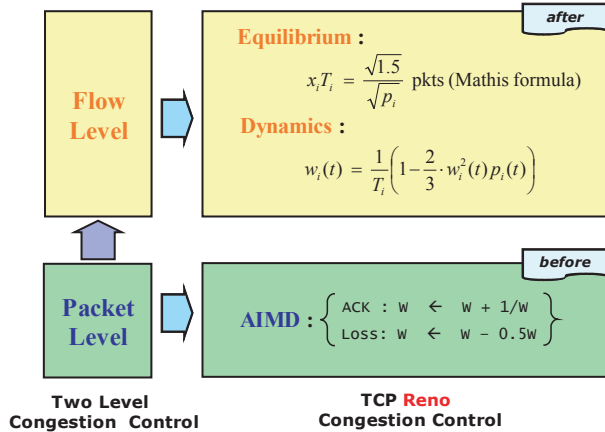 after
Equilibrium :
x_i T_i = √1.5 / √p_i pkts (Mathis formula)
Flow
Level
Dynamics :
w_i(t) = 1/T_i (1 − 2/3 · w_i^2(t) p_i(t))
before
Packet
Level
AIMD :
ACK : W ← W + 1/W
Loss: W ← W - 0.5W
Two Level
Congestion Control
TCP Reno
Congestion Control